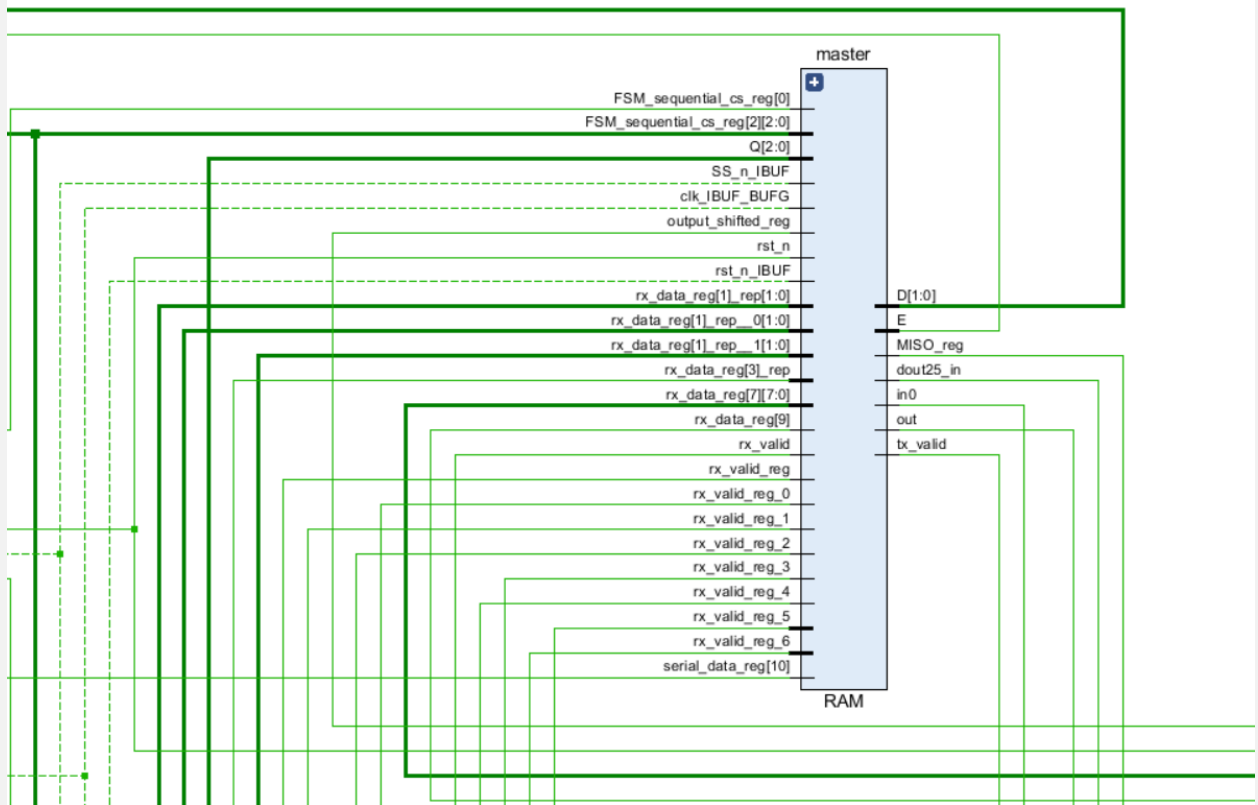 master
FSM_sequential_cs_reg[0]
FSM_sequential_cs_reg[2][2:0]
Q[2:0]
SS_n_IBUF
clk_IBUF_BUFG
output_shifted_reg
rst_n
rst_n_IBUF
rx_data_reg[1]_rep[1:0]
D[1:0]
rx_data_reg[1]_rep__0[1:0]
E
rx_data_reg[1]_rep__1[1:0]
MISO_reg
rx_data_reg[3]_rep
dout25_in
rx_data_reg[7][7:0]
in0
rx_data_reg[9]
out
rx_valid
tx_valid
rx_valid_reg
rx_valid_reg_0
rx_valid_reg_1
rx_valid_reg_2
rx_valid_reg_3
rx_valid_reg_4
rx_valid_reg_5
rx_valid_reg_6
serial_data_reg[10]
RAM